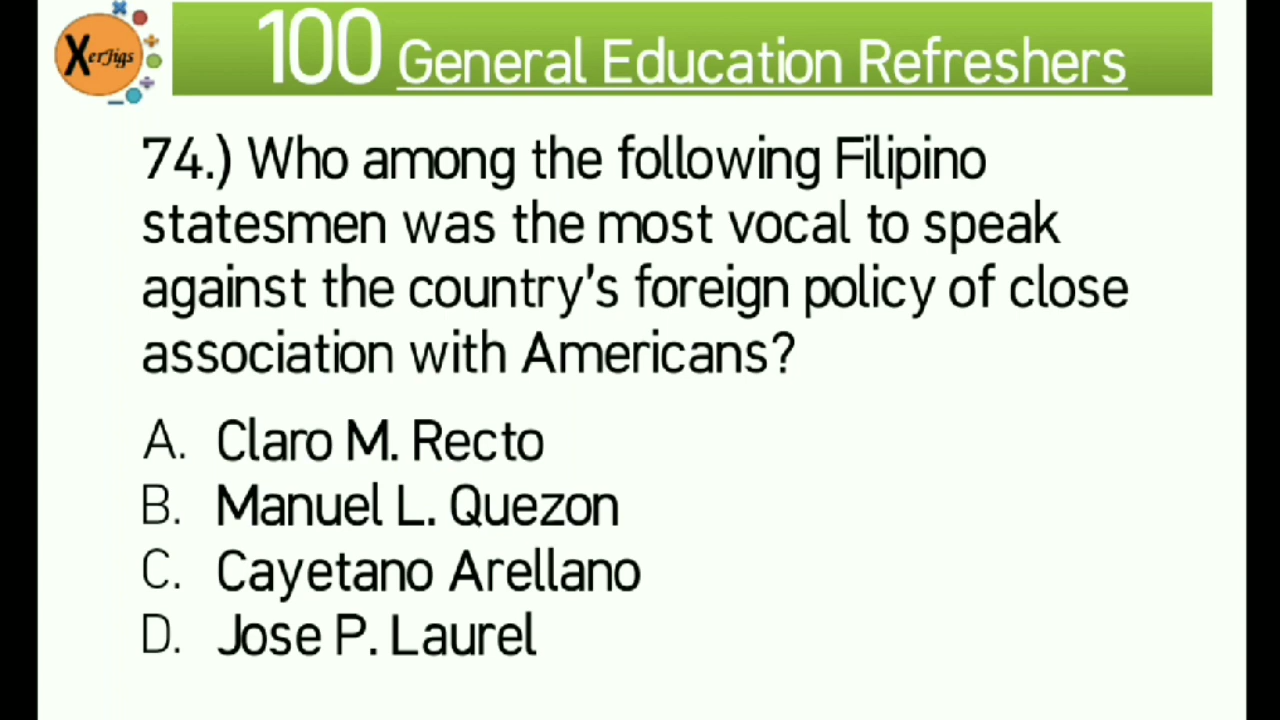 XerJigs
100 General Education Refreshers
74.) Who among the following Filipino
statesmen was the most vocal to speak
against the country's foreign policy of close
association with Americans?
A. Claro M. Recto
B. Manuel L. Quezon
C. Cayetano Arellano
D. Jose P. Laurel